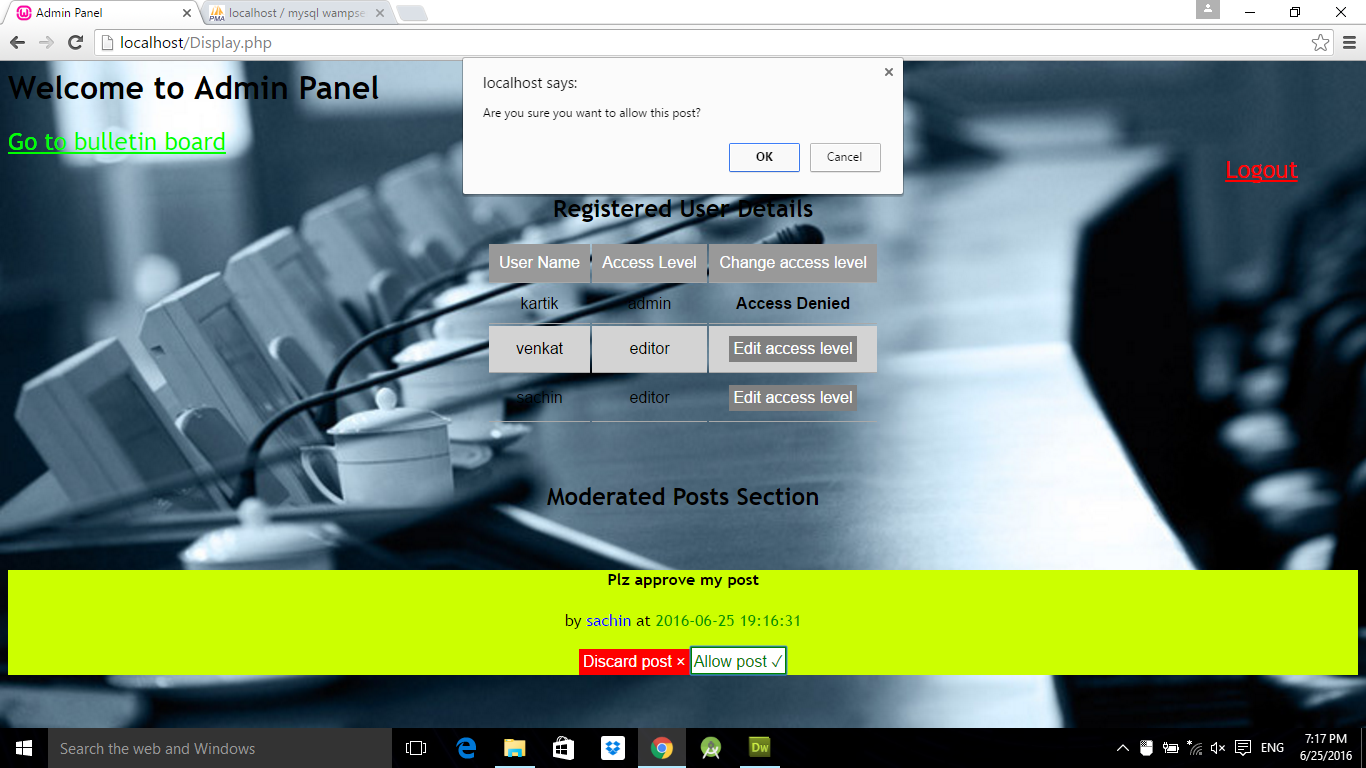 Admin Panel
localhost / mysql wampse
localhost/Display.php
localhost says:
Are you sure you want to allow this post?
OK Cancel
Welcome to Admin Panel
Go to bulletin board
Logout
Registered User Details
User Name Access Level Change access level
kartik admin Access Denied
venkat editor Edit access level
sachin editor Edit access level
Moderated Posts Section
Plz approve my post
by sachin at 2016-06-25 19:16:31
Discard post × Allow post ✓
Search the web and Windows
Dw
ENG
7:17 PM
6/25/2016
PMA